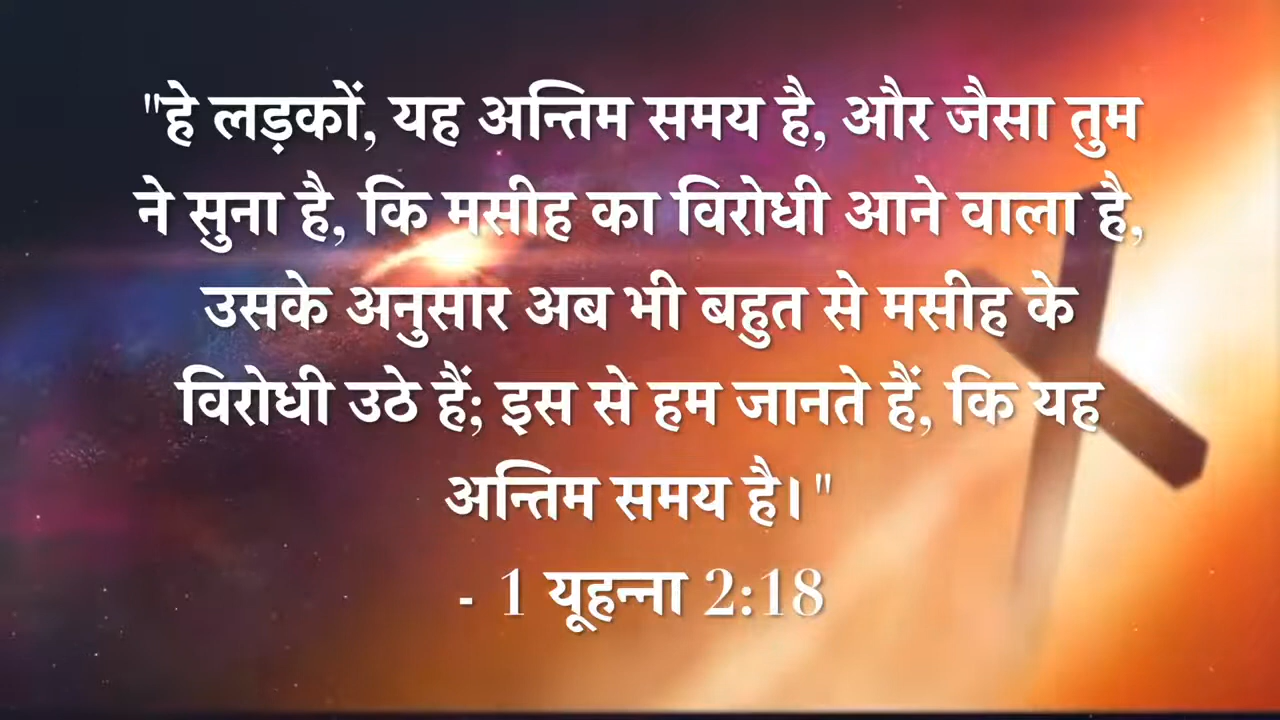 "हे लड़कों, यह अन्तिम समय है, और जैसा तुम
ने सुना है, कि मसीह का विरोधी आने वाला है,
उसके अनुसार अब भी बहुत से मसीह के
विरोधी उठे हैं; इस से हम जानते हैं, कि यह
अन्तिम समय है।"
- 1 यूहन्ना 2:18